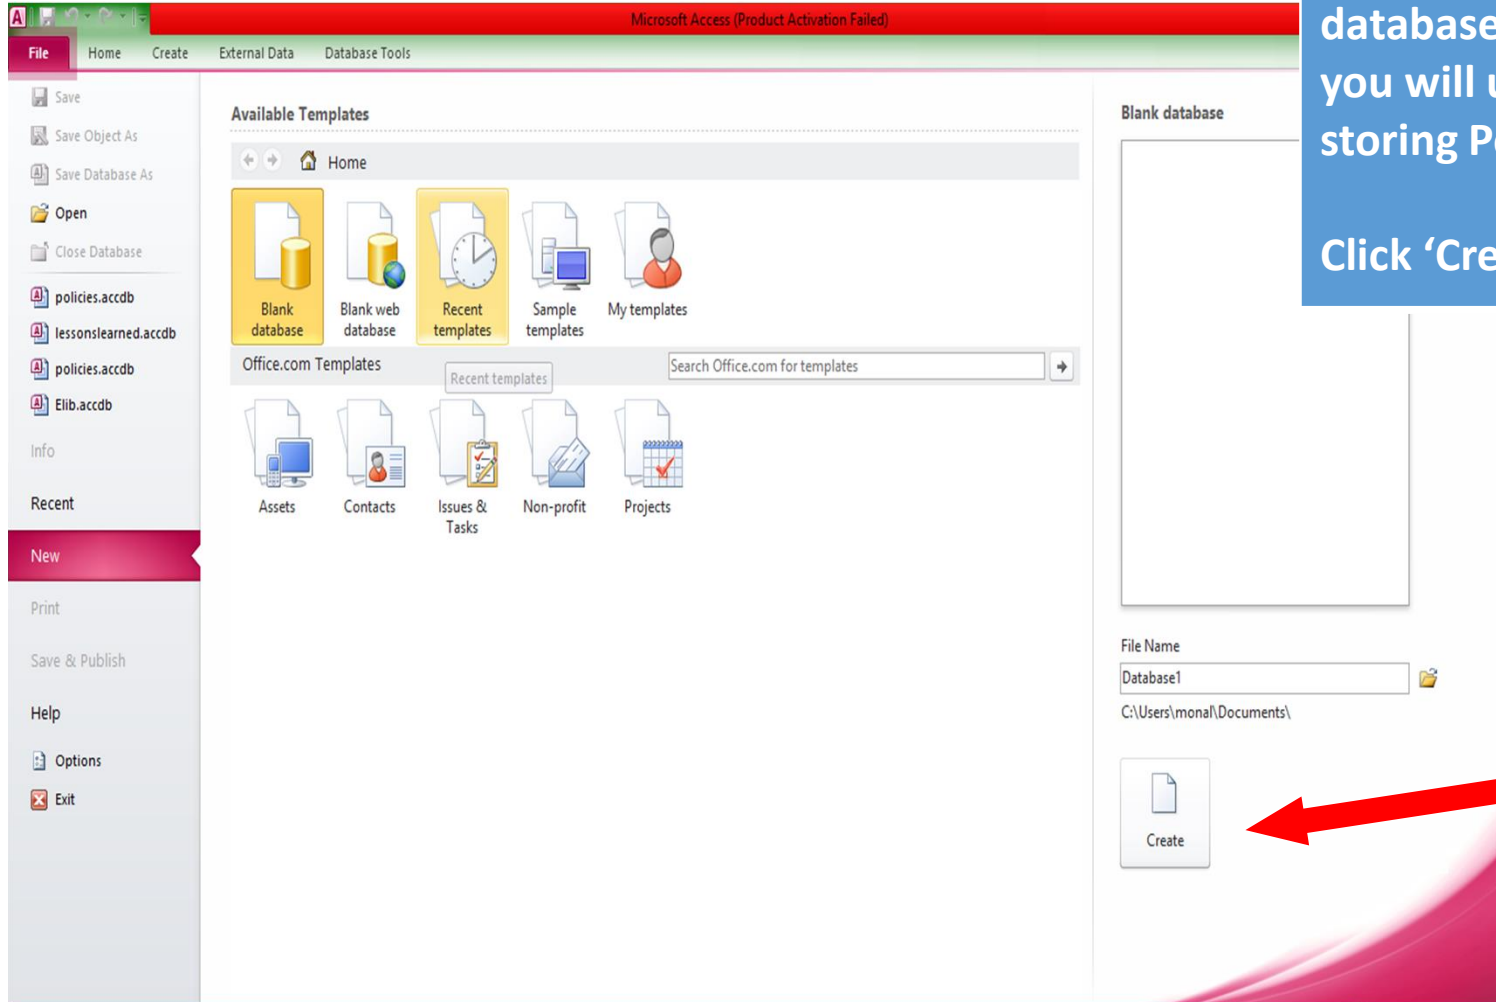 Microsoft Access (Product Activation Failed)
File Home Create External Data Database Tools
Save
Save Object As
Save Database As
Open
Close Database
policies.accdb
lessonslearned.accdb
policies.accdb
Elib.accdb
Info
Recent
New
Print
Save & Publish
Help
Options
Exit
Available Templates
Home
Blank
database
Blank web
database
Recent
templates
Sample
templates
My templates
Office.com Templates
Search Office.com for templates
Recent templates
Assets
Contacts
Issues &
Tasks
Non-profit
Projects
Blank database
File Name
Database1
C:\Users\monal\Documents\
Create
database
you will
storing
Click